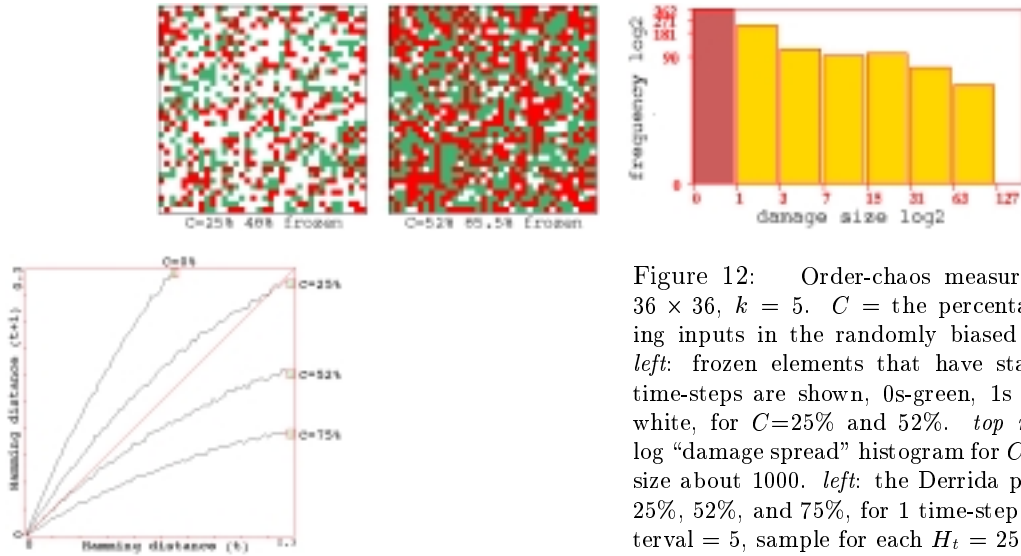 C=25% 40% frozen
C=52% 85.5% frozen
frequency log2
271
181
90
0
0 1 3 7 15 31 63 127
damage size log2
C=0%
C=25%
C=52%
C=75%
Hamming distance (t+1)
0
0
Hamming distance (t)
Figure 12: Order-chaos measur
36 × 36, k = 5. C = the percenta
ing inputs in the randomly biased
left: frozen elements that have sta
time-steps are shown, 0s-green, 1s
white, for C=25% and 52%. top
log “damage spread” histogram for C
size about 1000. left: the Derrida p
25%, 52%, and 75%, for 1 time-step
terval = 5, sample for each Ht = 25